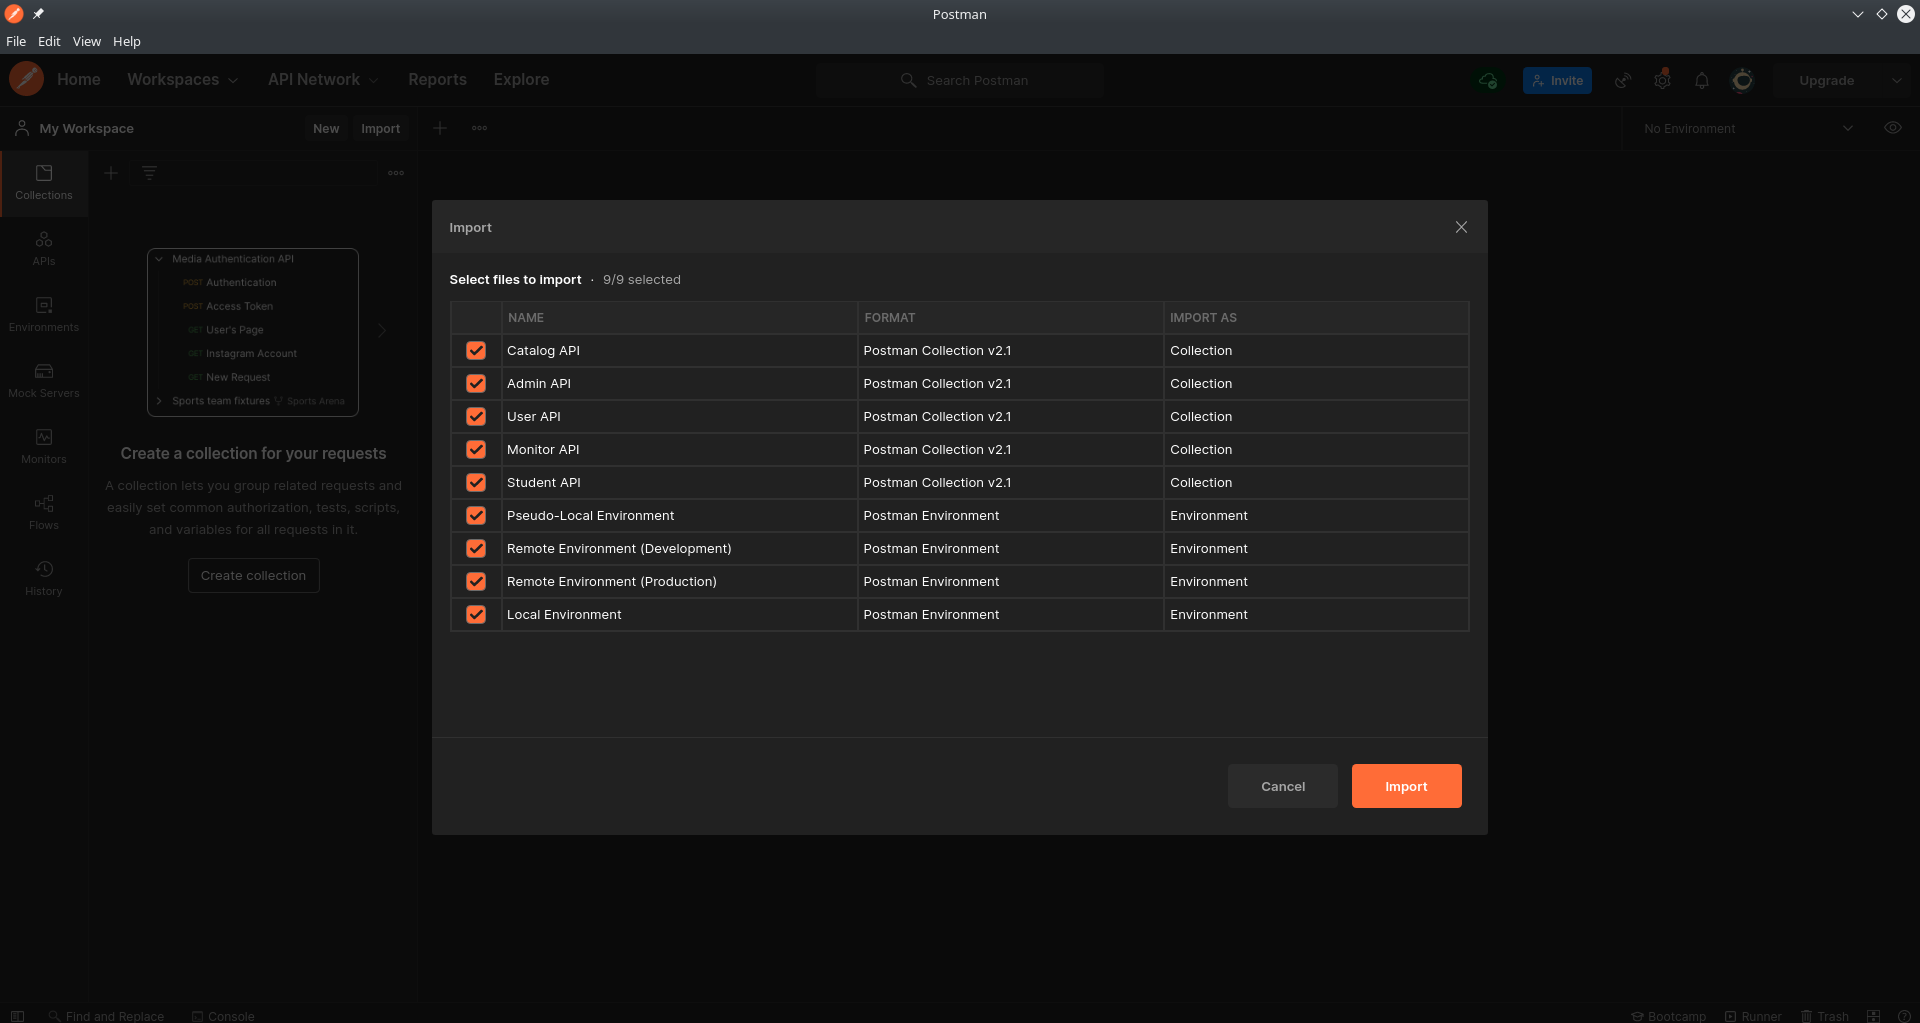 Postman
File Edit View Help
Home Workspaces API Network Reports Explore Search Postman Invite Upgrade
My Workspace New Import No Environment
Collections
APIs
Environments
Mock Servers
Monitors
Flows
History
Media Authentication API
POST Authentication
POST Access Token
GET User's Page
GET Instagram Account
GET New Request
Sports team fixtures Sports Arena
Create a collection for your requests
A collection lets you group related requests and
easily set common authorization, tests, scripts,
and variables for all requests in it.
Create collection
Import
Select files to import · 9/9 selected
NAME FORMAT IMPORT AS
Catalog API Postman Collection v2.1 Collection
Admin API Postman Collection v2.1 Collection
User API Postman Collection v2.1 Collection
Monitor API Postman Collection v2.1 Collection
Student API Postman Collection v2.1 Collection
Pseudo-Local Environment Postman Environment Environment
Remote Environment (Development) Postman Environment Environment
Remote Environment (Production) Postman Environment Environment
Local Environment Postman Environment Environment
Cancel Import
Find and Replace Console Bootcamp Runner Trash